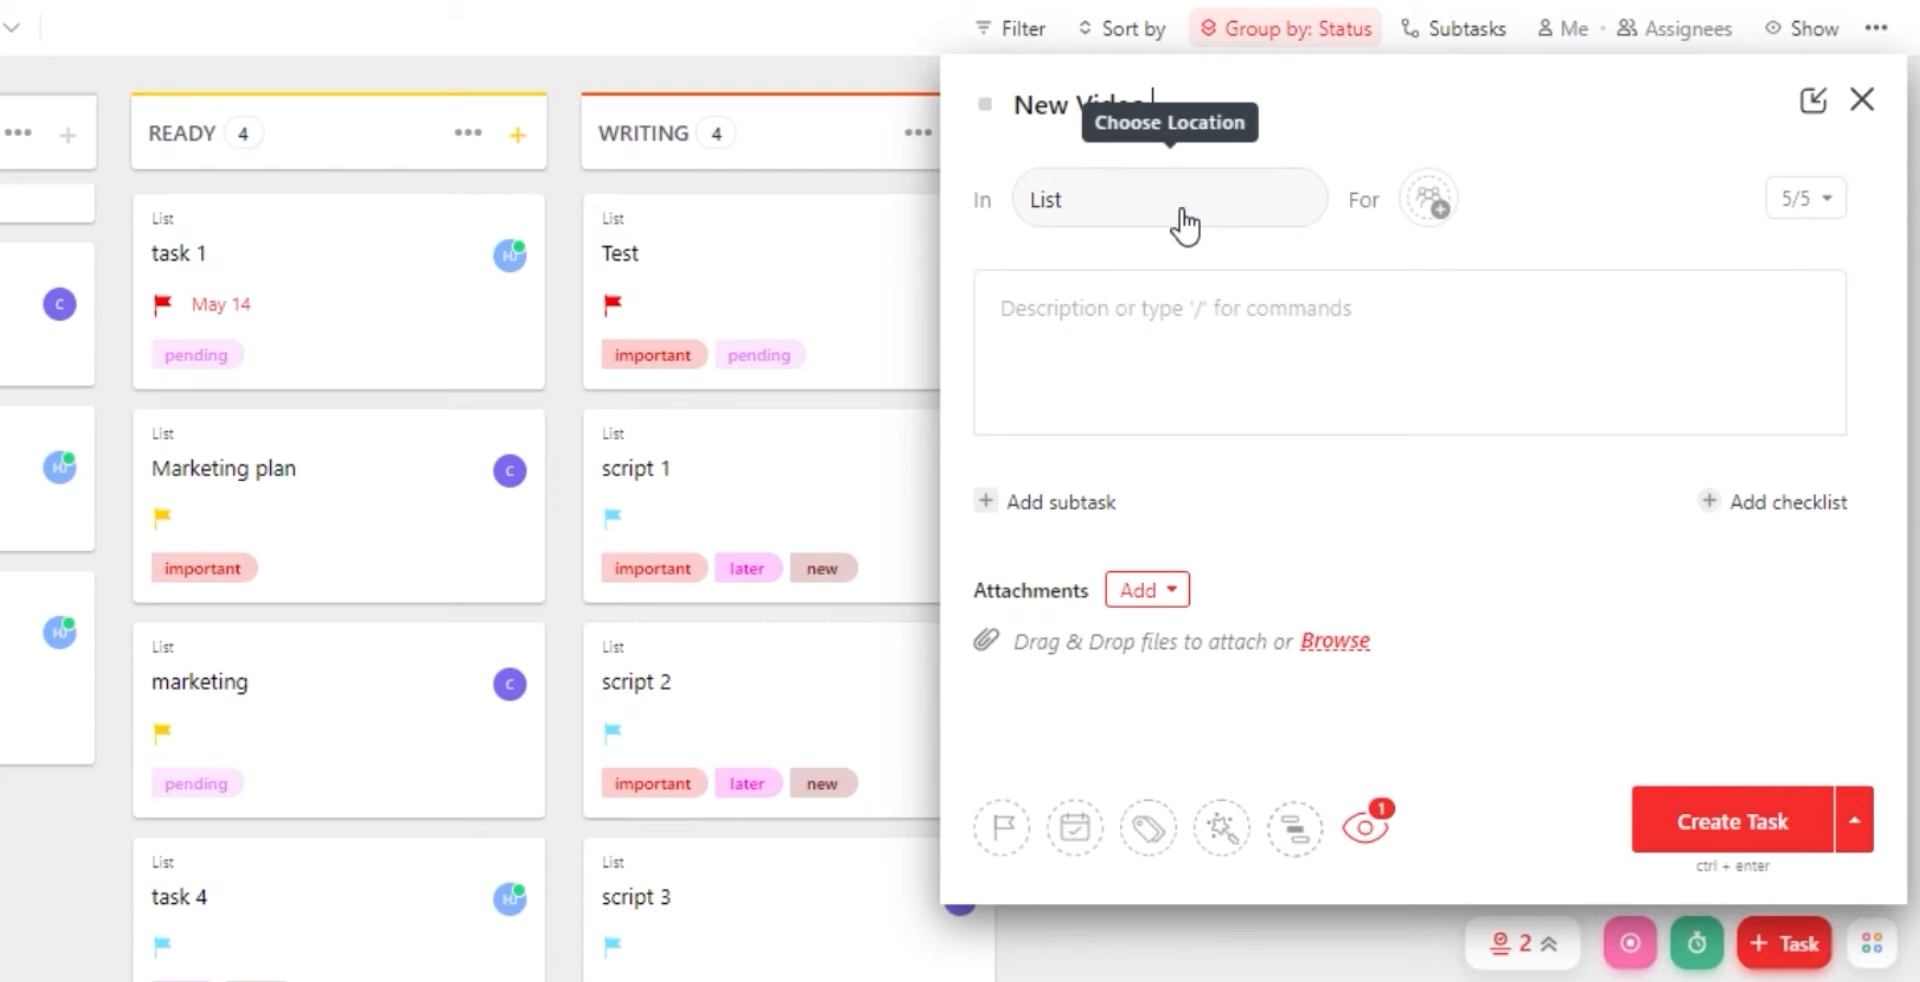 Filter
Sort by
Group by: Status
Subtasks
Me
Assignees
Show
READY 4
List
task 1
May 14
pending
List
Marketing plan
C
important
List
marketing
C
pending
List
task 4
C
WRITING 4
List
Test
important pending
List
script 1
important later new
List
script 2
important later new
List
script 3
New Video
Choose Location
In List For
5/5
Description or type '/' for commands
Add subtask
Add checklist
Attachments Add
Drag & Drop files to attach or Browse
1
Create Task
ctrl + enter
2
+ Task